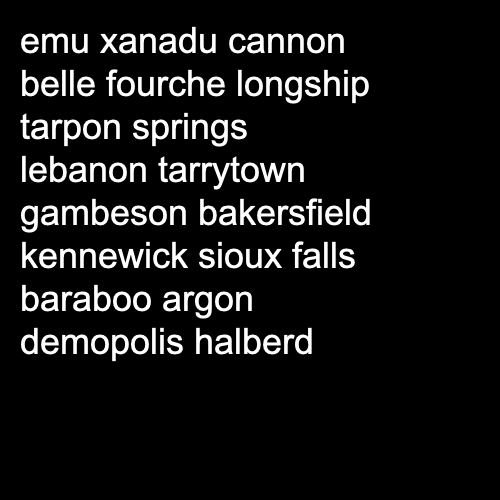 emu xanadu cannon
belle fourche longship
tarpon springs
lebanon tarrytown
gambeson bakersfield
kennewick sioux falls
baraboo argon
demopolis halberd